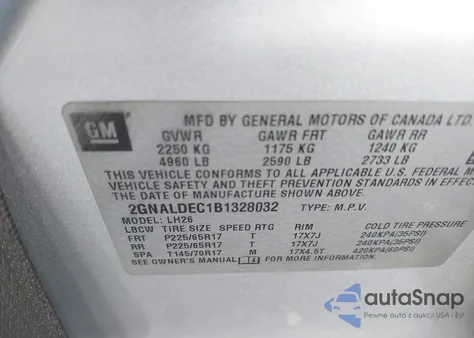 GM
MFD BY GENERAL MOTORS OF CANADA LTD.
GVWR GAWR FRT GAWR RR
2250 KG 1175 KG 1240 KG
4960 LB 2590 LB 2733 LB
THIS VEHICLE CONFORMS TO ALL APPLICABLE U.S. FEDERAL M
VEHICLE SAFETY AND THEFT PREVENTION STANDARDS IN EFFEC
THE DATE OF MANUFACTURE SHOWN ABOVE.
2GNALDEC1B1328032 TYPE: M.P.V.
MODEL: LH26
LBCW TIRE SIZE SPEED RTG RIM COLD TIRE PRESSURE
FRT P225/65R17 T 17X7J 240KPA(35PSI)
RR P225/65R17 T 17X7J 240KPA(35PSI)
SPA T145/70R17 M 17X4.5T 420KPA(60PSI)
SEE OWNER'S MANUAL FOR MORE INFORMATION.
autaSnap
Pewne auta z aukcji USA - EU